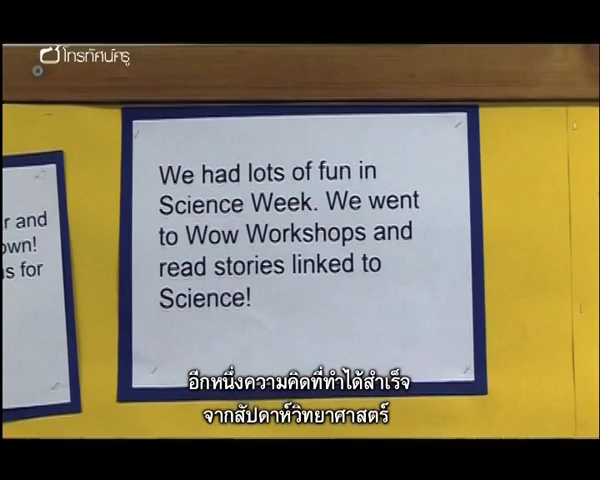 โทรทัศน์ครู
We had lots of fun in
Science Week. We went
to Wow Workshops and
read stories linked to
Science!
and
own!
s for
อีกหนึ่งความคิดที่ทำได้สำเร็จ
จากสัปดาห์วิทยาศาสตร์